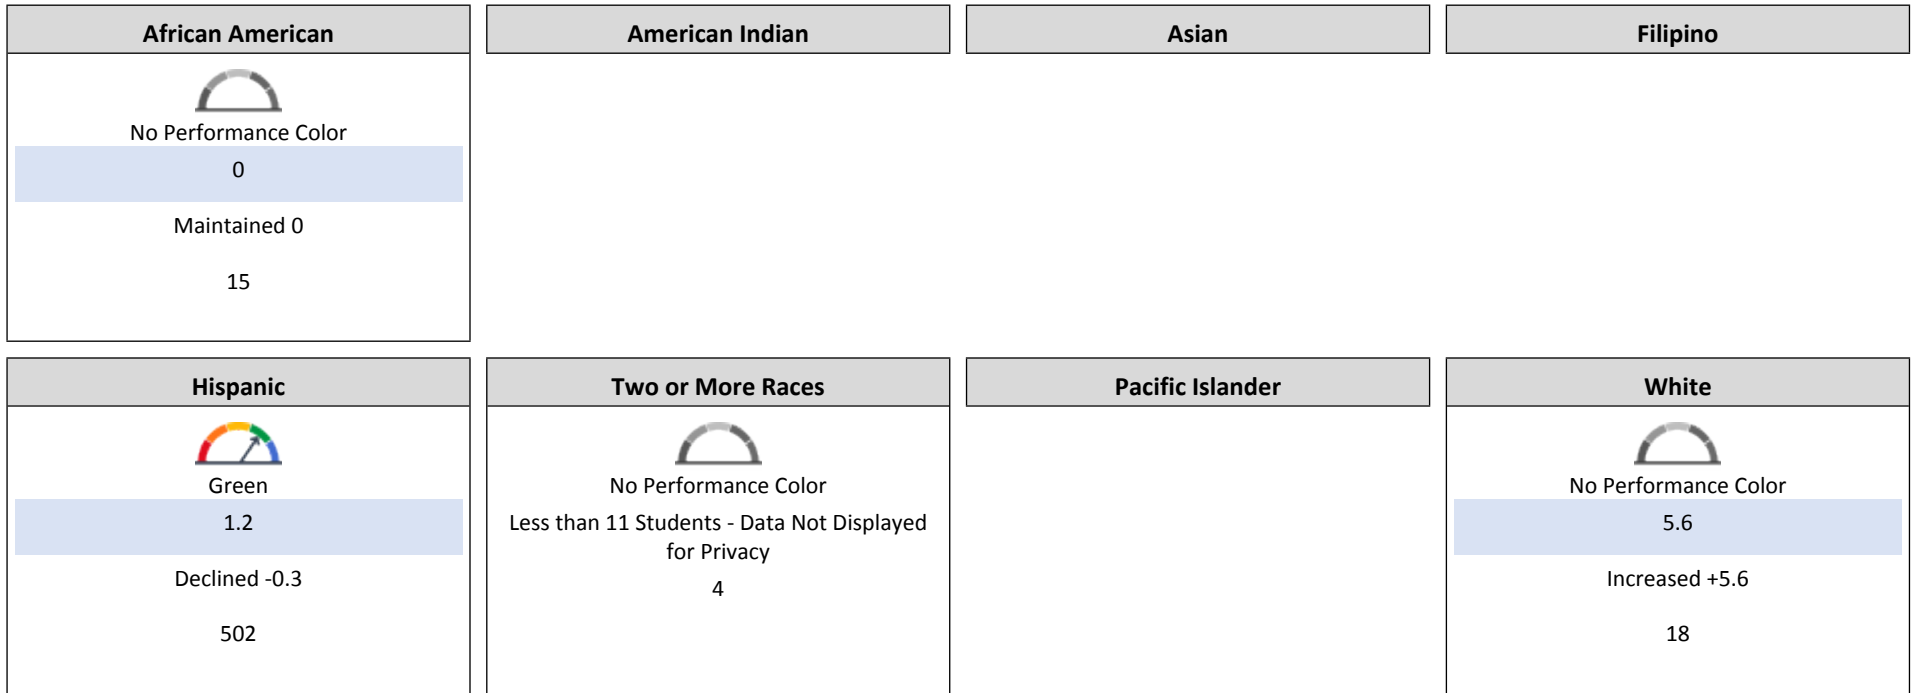 African American
American Indian
Asian
Filipino
No Performance Color
0
Maintained 0
15
Hispanic
Two or More Races
Pacific Islander
White
Green
1.2
Declined -0.3
502
No Performance Color
Less than 11 Students - Data Not Displayed
for Privacy
4
No Performance Color
5.6
Increased +5.6
18